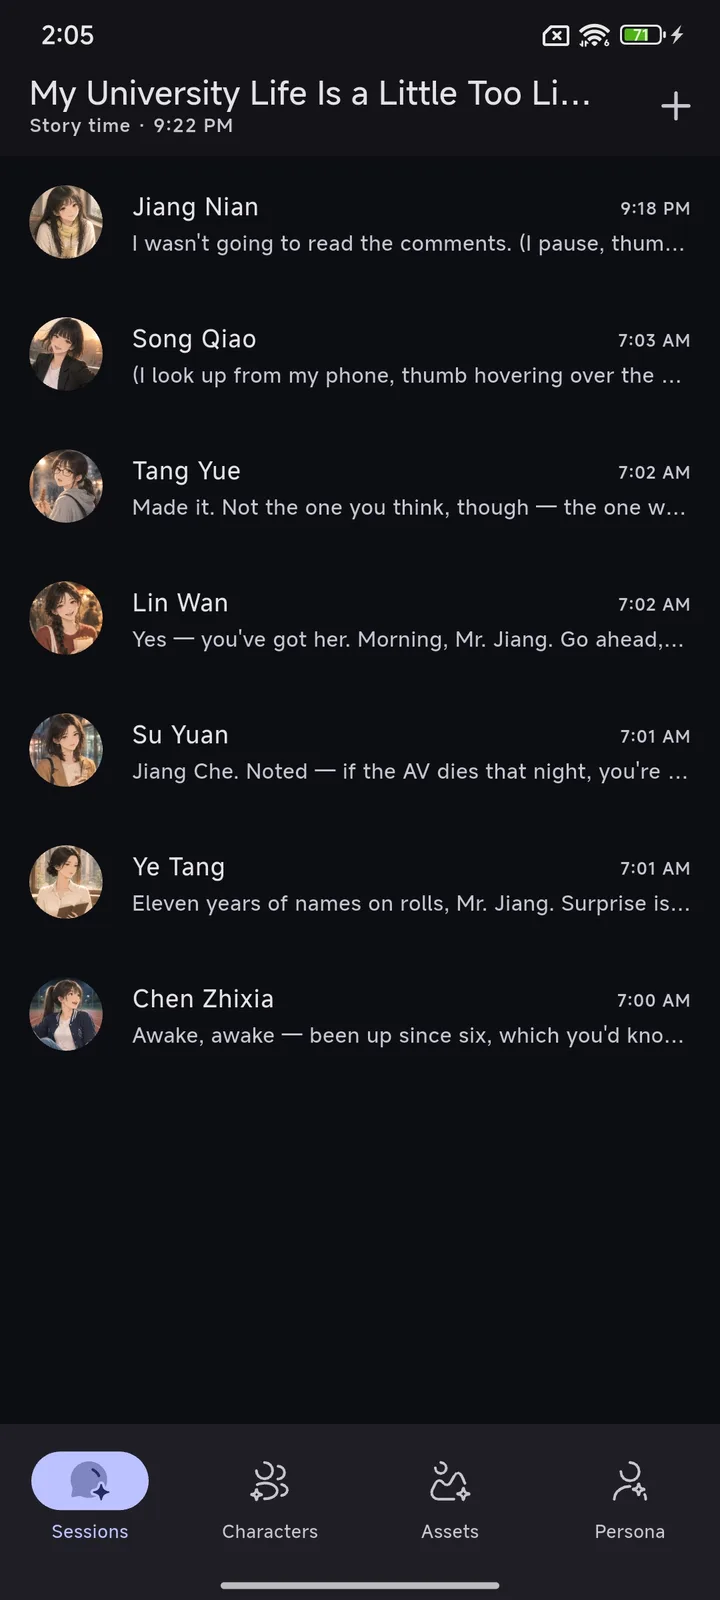 2:05
71
6
My University Life Is a Little Too Li...
Story time · 9:22 PM
Jiang Nian
9:18 PM
I wasn't going to read the comments. (I pause, thum...
Song Qiao
7:03 AM
(I look up from my phone, thumb hovering over the ...
Tang Yue
7:02 AM
Made it. Not the one you think, though — the one w...
Lin Wan
7:02 AM
Yes — you've got her. Morning, Mr. Jiang. Go ahead,...
Su Yuan
7:01 AM
Jiang Che. Noted — if the AV dies that night, you're ...
Ye Tang
7:01 AM
Eleven years of names on rolls, Mr. Jiang. Surprise is...
Chen Zhixia
7:00 AM
Awake, awake — been up since six, which you'd kno...
Sessions
Characters
Assets
Persona